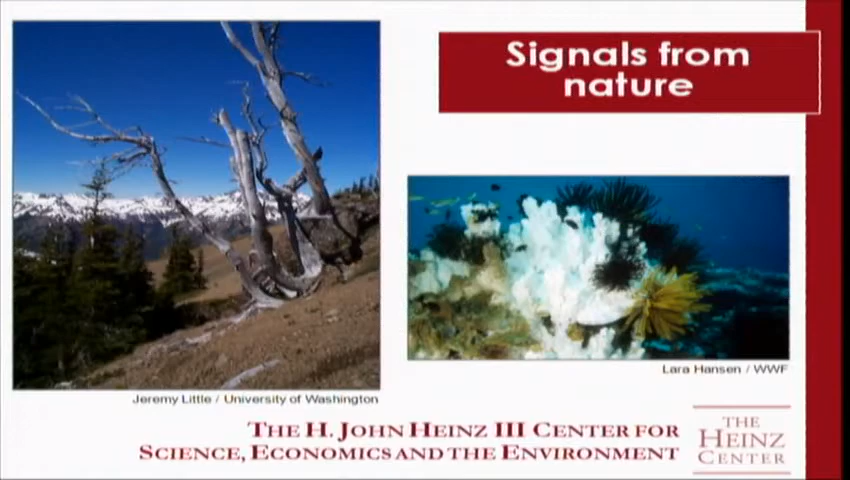 Signals from
nature
Jeremy Little / University of Washington
Lara Hansen / WWF
THE H. JOHN HEINZ III CENTER FOR
SCIENCE, ECONOMICS AND THE ENVIRONMENT
THE
HEINZ
CENTER